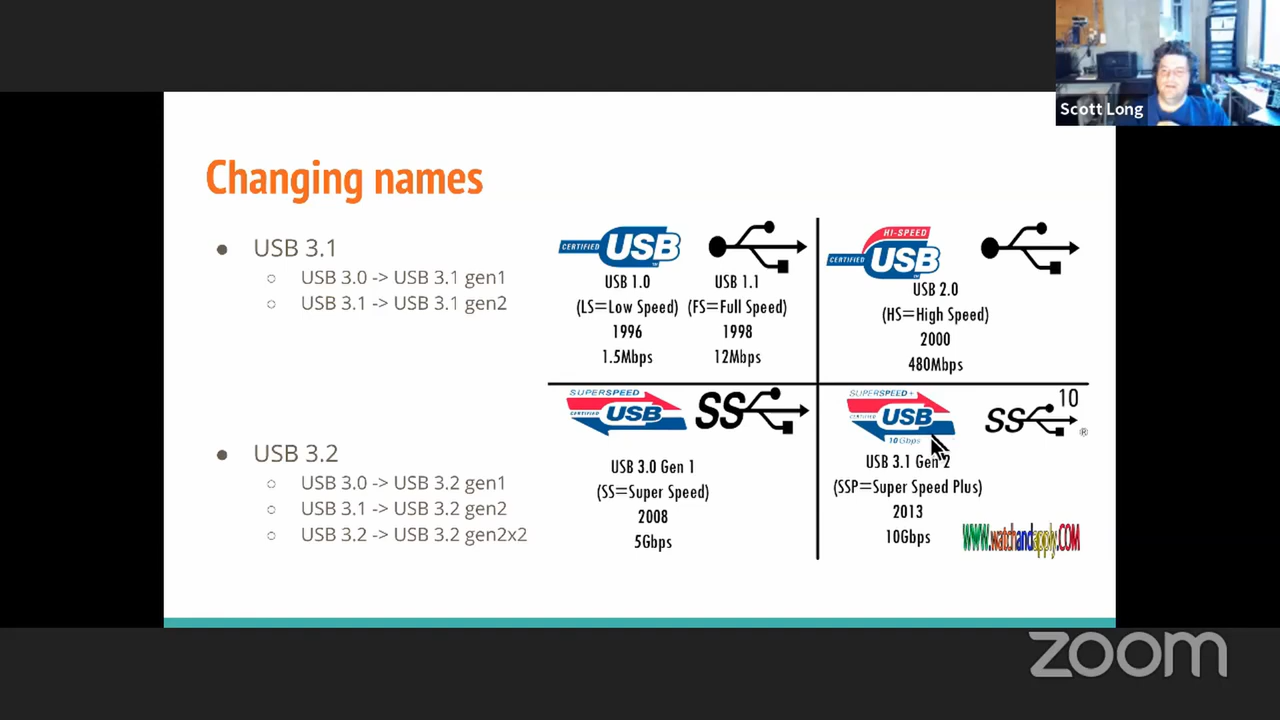 Scott Long
Changing names
● USB 3.1
○ USB 3.0 -> USB 3.1 gen1
○ USB 3.1 -> USB 3.1 gen2
● USB 3.2
○ USB 3.0 -> USB 3.2 gen1
○ USB 3.1 -> USB 3.2 gen2
○ USB 3.2 -> USB 3.2 gen2x2
CERTIFIED USB
USB 1.0
(LS=Low Speed)
1996
1.5Mbps
USB 1.1
(FS=Full Speed)
1998
12Mbps
HI-SPEED
CERTIFIED USB
USB 2.0
(HS=High Speed)
2000
480Mbps
SUPERSPEED
CERTIFIED USB
SS
USB 3.0 Gen 1
(SS=Super Speed)
2008
5Gbps
SUPERSPEED+
CERTIFIED USB
10Gbps
SS 10 ®
USB 3.1 Gen 2
(SSP=Super Speed Plus)
2013
10Gbps
WWW.watchandapply.COM
zoom